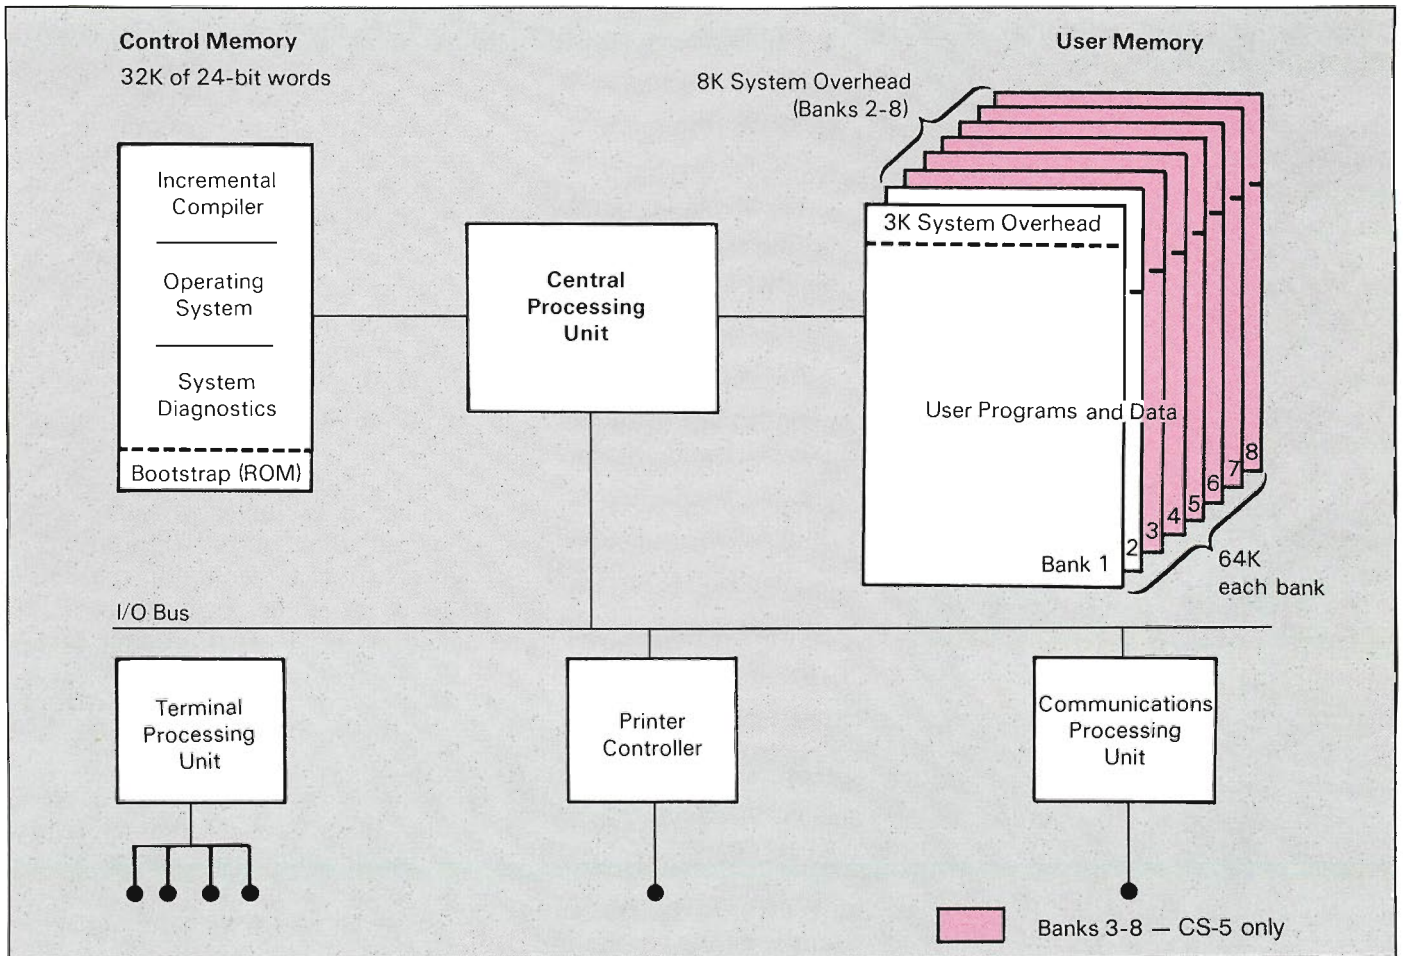 Control Memory
32K of 24-bit words
User Memory
8K System Overhead
(Banks 2-8)
Incremental
Compiler
Operating
System
System
Diagnostics
Bootstrap (ROM)
Central
Processing
Unit
3K System Overhead
User Programs and Data
Bank 1
2
3
4
5
6
7
8
64K
each bank
I/O Bus
Terminal
Processing
Unit
Printer
Controller
Communications
Processing
Unit
Banks 3-8 — CS-5 only